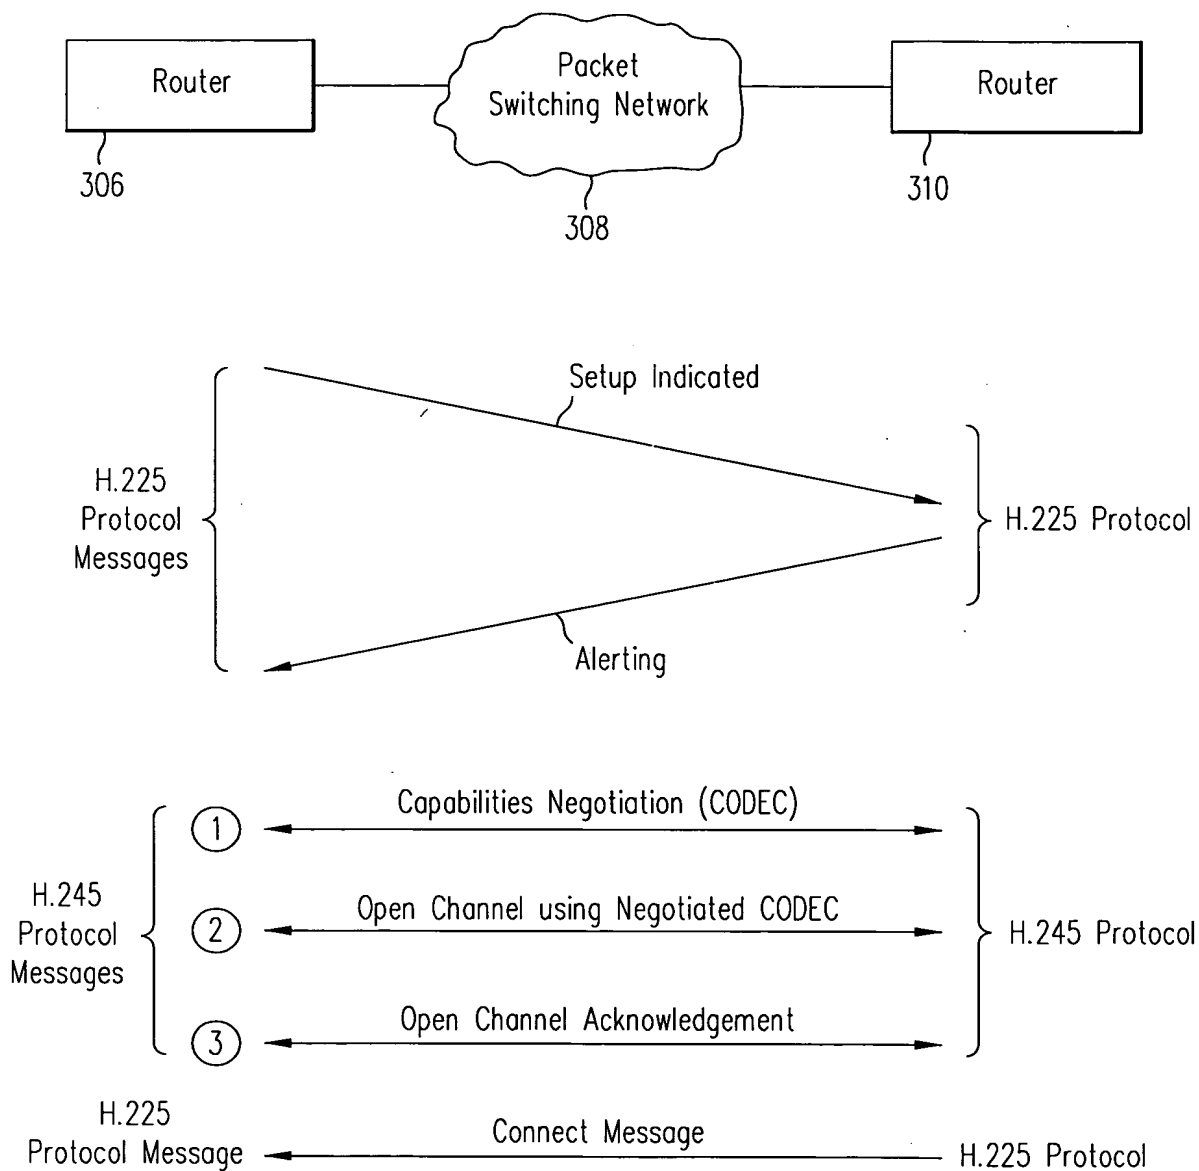 Router
Packet
Switching Network
Router
306
308
310
Setup Indicated
H.225
Protocol
Messages
H.225 Protocol
Alerting
Capabilities Negotiation (CODEC)
1
H.245
Protocol
Messages
Open Channel using Negotiated CODEC
2
H.245 Protocol
Open Channel Acknowledgement
3
H.225
Protocol Message
Connect Message
H.225 Protocol